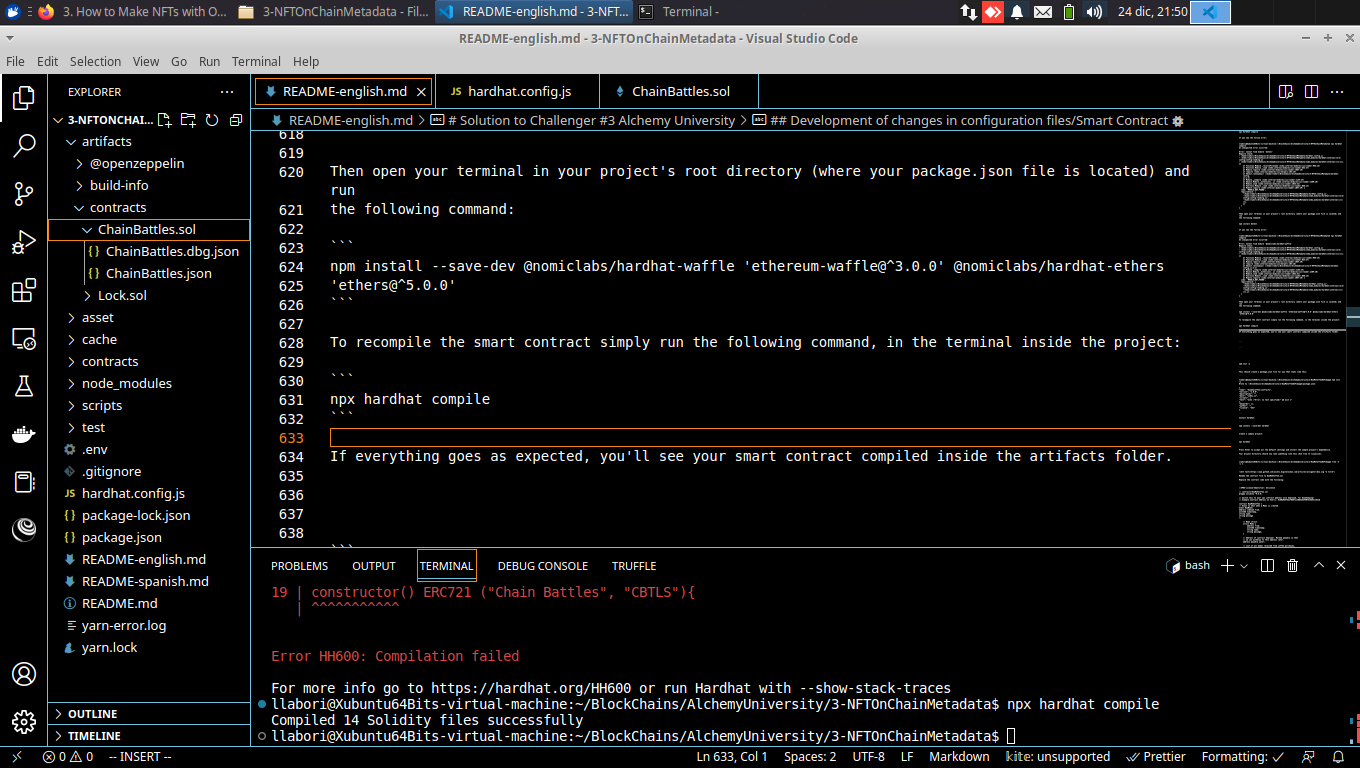 3. How to Make NFTs with O...
3-NFTOnChainMetadata - Fil...
README-english.md - 3-NFT...
Terminal -
24 dic, 21:50
README-english.md - 3-NFTOnChainMetadata - Visual Studio Code
File Edit Selection View Go Run Terminal Help
EXPLORER
3-NFTONCHAI...
artifacts
@openzeppelin
build-info
contracts
ChainBattles.sol
ChainBattles.dbg.json
ChainBattles.json
Lock.sol
asset
cache
contracts
node_modules
scripts
test
.env
.gitignore
hardhat.config.js
package-lock.json
package.json
README-english.md
README-spanish.md
README.md
yarn-error.log
yarn.lock
OUTLINE
TIMELINE
README-english.md
JS hardhat.config.js
ChainBattles.sol
README-english.md > # Solution to Challenger #3 Alchemy University > ## Development of changes in configuration files/Smart Contract
618
619
620 Then open your terminal in your project's root directory (where your package.json file is located) and
run
621 the following command:
622
623 ```
624 npm install --save-dev @nomiclabs/hardhat-waffle 'ethereum-waffle@^3.0.0' @nomiclabs/hardhat-ethers
625 'ethers@^5.0.0'
626 ```
627
628 To recompile the smart contract simply run the following command, in the terminal inside the project:
629
630 ```
631 npx hardhat compile
632 ```
633
634 If everything goes as expected, you'll see your smart contract compiled inside the artifacts folder.
635
636
637
638
```
PROBLEMS OUTPUT TERMINAL DEBUG CONSOLE TRUFFLE
bash
19 | constructor() ERC721 ("Chain Battles", "CBTLS"){
| ^^^^^^^^^^^
Error HH600: Compilation failed
For more info go to https://hardhat.org/HH600 or run Hardhat with --show-stack-traces
llabori@Xubuntu64Bits-virtual-machine:~/BlockChains/AlchemyUniversity/3-NFTOnChainMetadata$ npx hardhat compile
Compiled 14 Solidity files successfully
llabori@Xubuntu64Bits-virtual-machine:~/BlockChains/AlchemyUniversity/3-NFTOnChainMetadata$
0 0 -- INSERT --
Ln 633, Col 1 Spaces: 2 UTF-8 LF Markdown kite: unsupported Prettier Formatting: